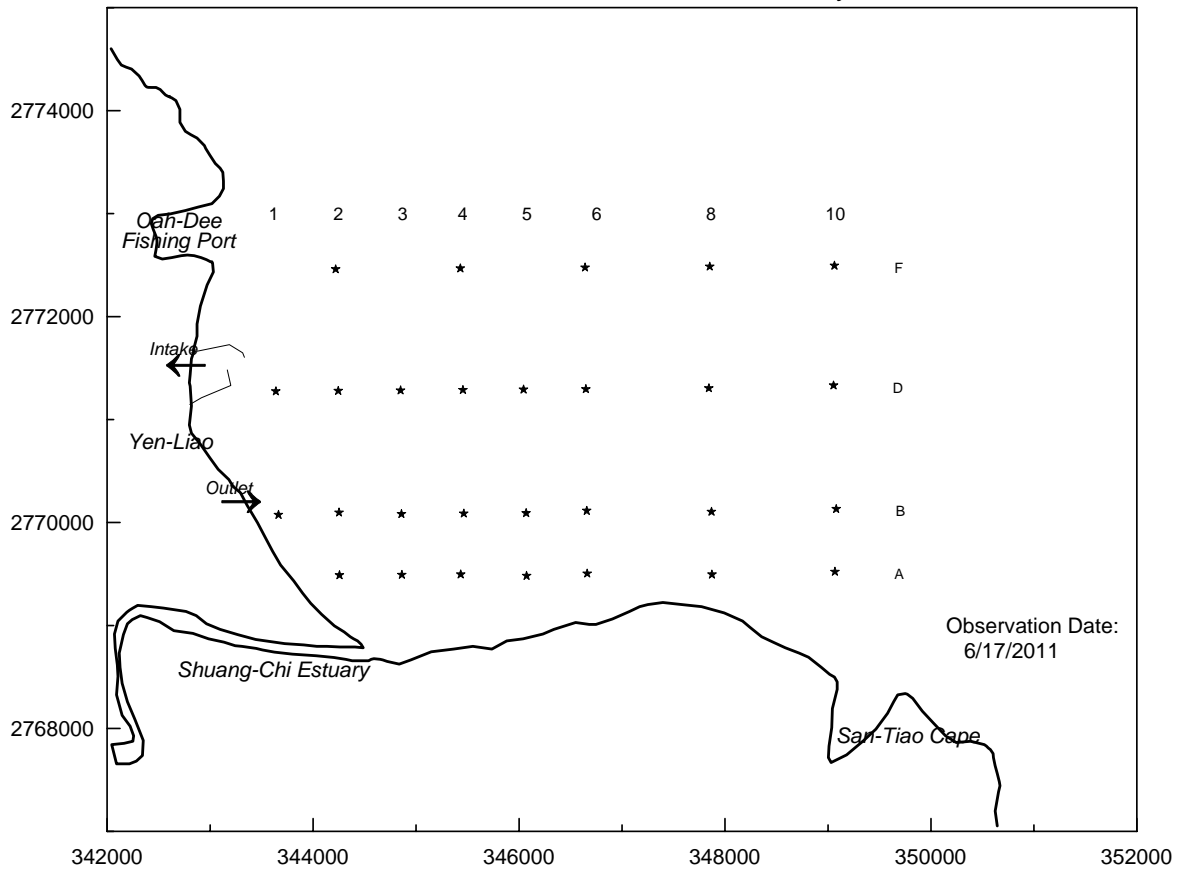 2774000
1 2 3 4 5 6 8 10
Oan-Dee
Fishing Port
F
2772000
Intake
D
Yen-Liao
Outlet
2770000
B
A
Observation Date:
6/17/2011
Shuang-Chi Estuary
2768000
San-Tiao Cape
342000 344000 346000 348000 350000 352000